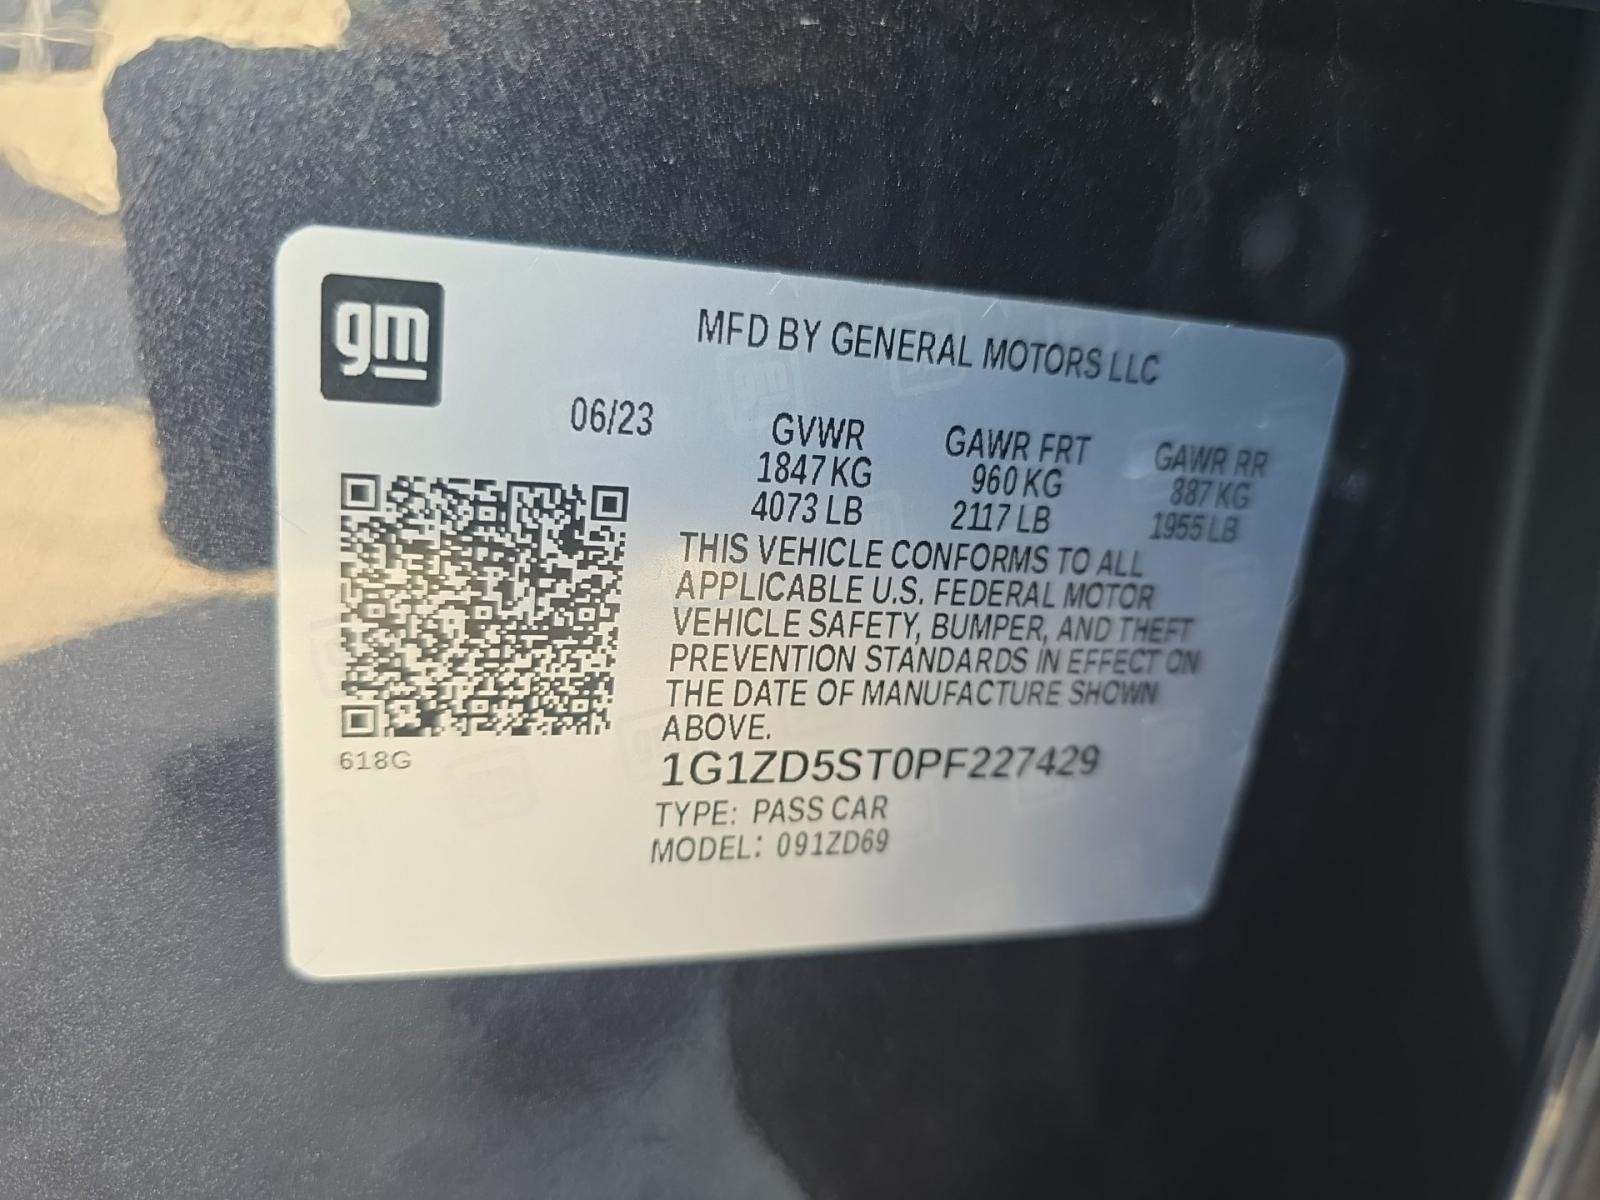 gm
MFD BY GENERAL MOTORS LLC
06/23
GVWR GAWR FRT GAWR RR
1847 KG 960 KG 887 KG
4073 LB 2117 LB 1955 LB
THIS VEHICLE CONFORMS TO ALL
APPLICABLE U.S. FEDERAL MOTOR
VEHICLE SAFETY, BUMPER, AND THEFT
PREVENTION STANDARDS IN EFFECT ON
THE DATE OF MANUFACTURE SHOWN
ABOVE.
618G
1G1ZD5ST0PF227429
TYPE: PASS CAR
MODEL: 091ZD69